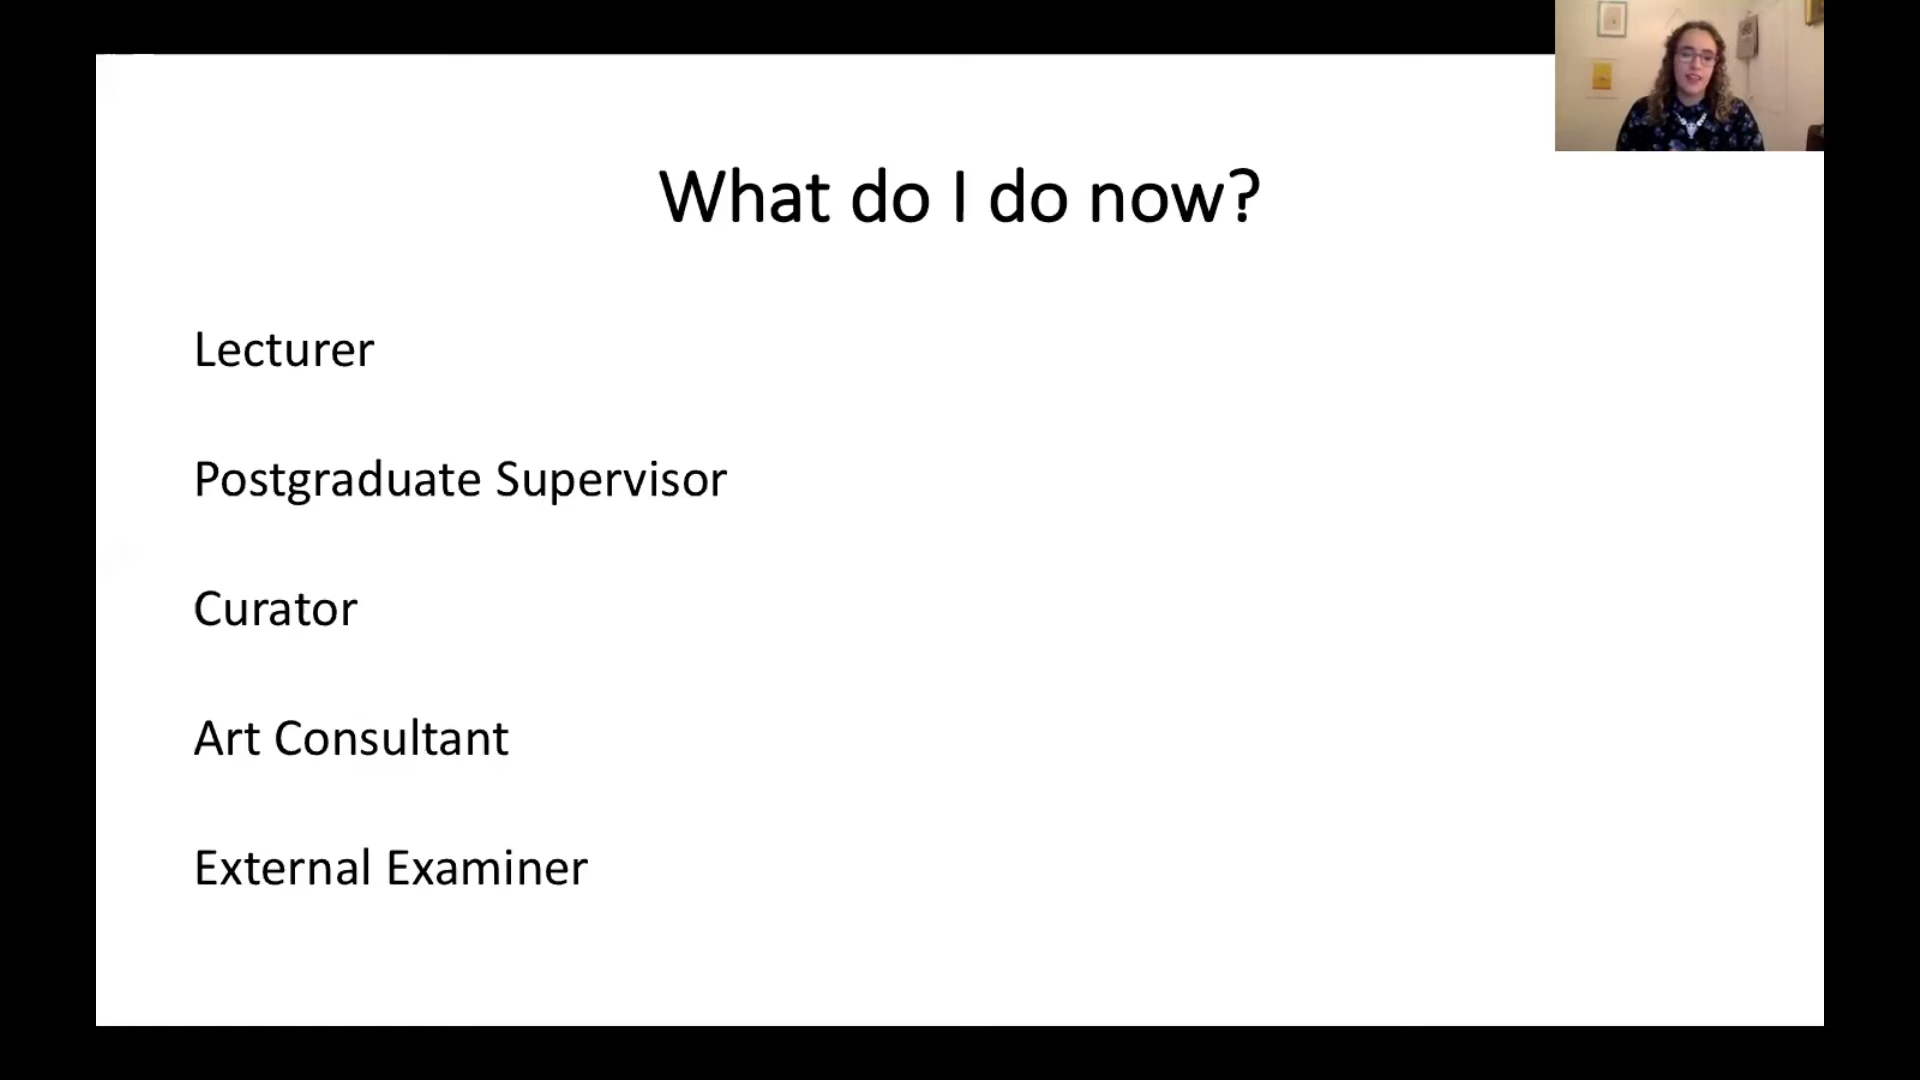 What do I do now?
Lecturer
Postgraduate Supervisor
Curator
Art Consultant
External Examiner